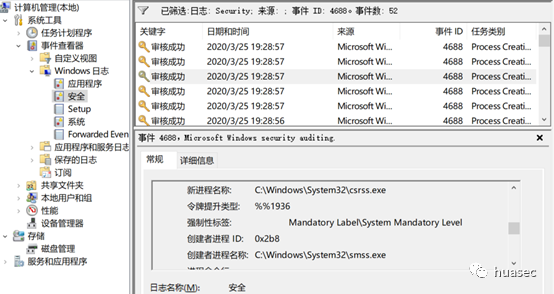 计算机管理(本地)
系统工具
任务计划程序
事件查看器
自定义视图
Windows 日志
应用程序
安全
Setup
系统
Forwarded Even
应用程序和服务日志
保存的日志
订阅
共享文件夹
本地用户和组
性能
设备管理器
存储
磁盘管理
服务和应用程序
已筛选:日志: Security; 来源: ; 事件 ID: 4688。事件数: 52
关键字 日期和时间 来源 事件 ID 任务类别
审核成功 2020/3/25 19:28:57 Microsoft Wi... 4688 Process Creati...
审核成功 2020/3/25 19:28:57 Microsoft Wi... 4688 Process Creati...
审核成功 2020/3/25 19:28:57 Microsoft Wi... 4688 Process Creati...
审核成功 2020/3/25 19:28:57 Microsoft Wi... 4688 Process Creati...
审核成功 2020/3/25 19:28:57 Microsoft Wi... 4688 Process Creati...
审核成功 2020/3/25 19:28:56 Microsoft Wi... 4688 Process Creati...
事件 4688, Microsoft Windows security auditing.
常规 详细信息
新进程名称: C:\Windows\System32\csrss.exe
令牌提升类型: %%1936
强制性标签: Mandatory Label\System Mandatory Level
创建者进程 ID: 0x2b8
创建者进程名称: C:\Windows\System32\smss.exe
日志名称(M): 安全
huasec